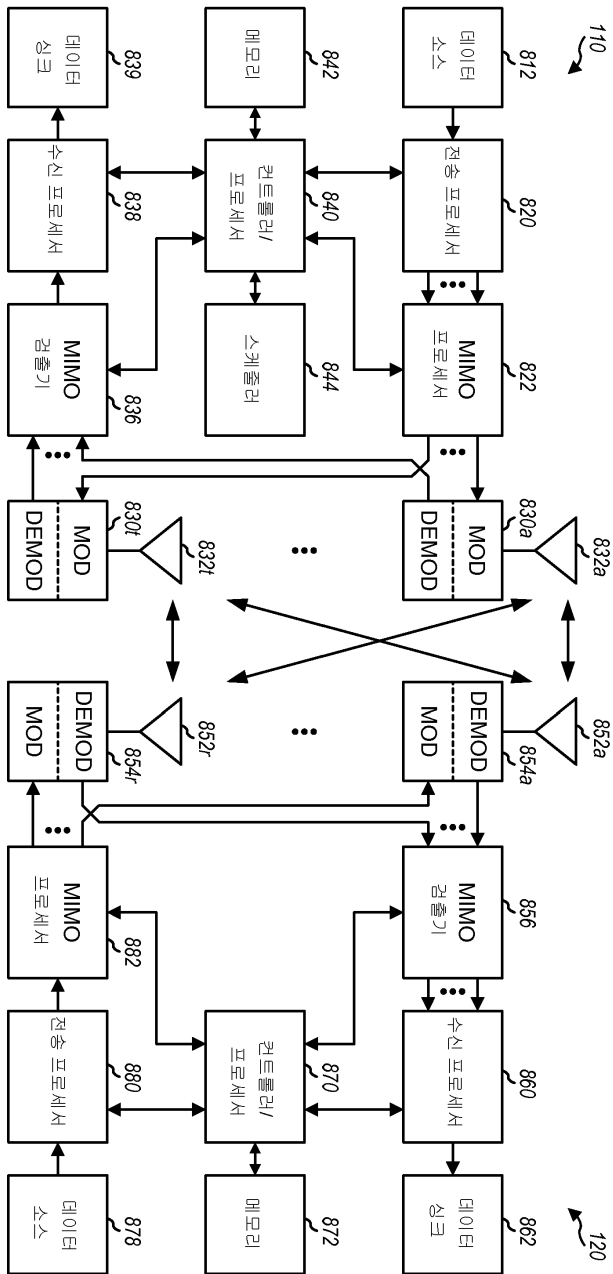 110
데이터
소스
812
전송 프로세서
820
MIMO
프로세서
822
MOD
DEMOD
830a
832a
852a
DEMOD
MOD
854a
MIMO
검출기
856
수신 프로세서
860
데이터
싱크
862
120
메모리
842
컨트롤러/
프로세서
840
스케줄러
844
컨트롤러/
프로세서
870
메모리
872
데이터
싱크
839
수신 프로세서
838
MIMO
검출기
836
MOD
DEMOD
830t
832t
852r
DEMOD
MOD
854r
MIMO
프로세서
882
전송 프로세서
880
데이터
소스
878